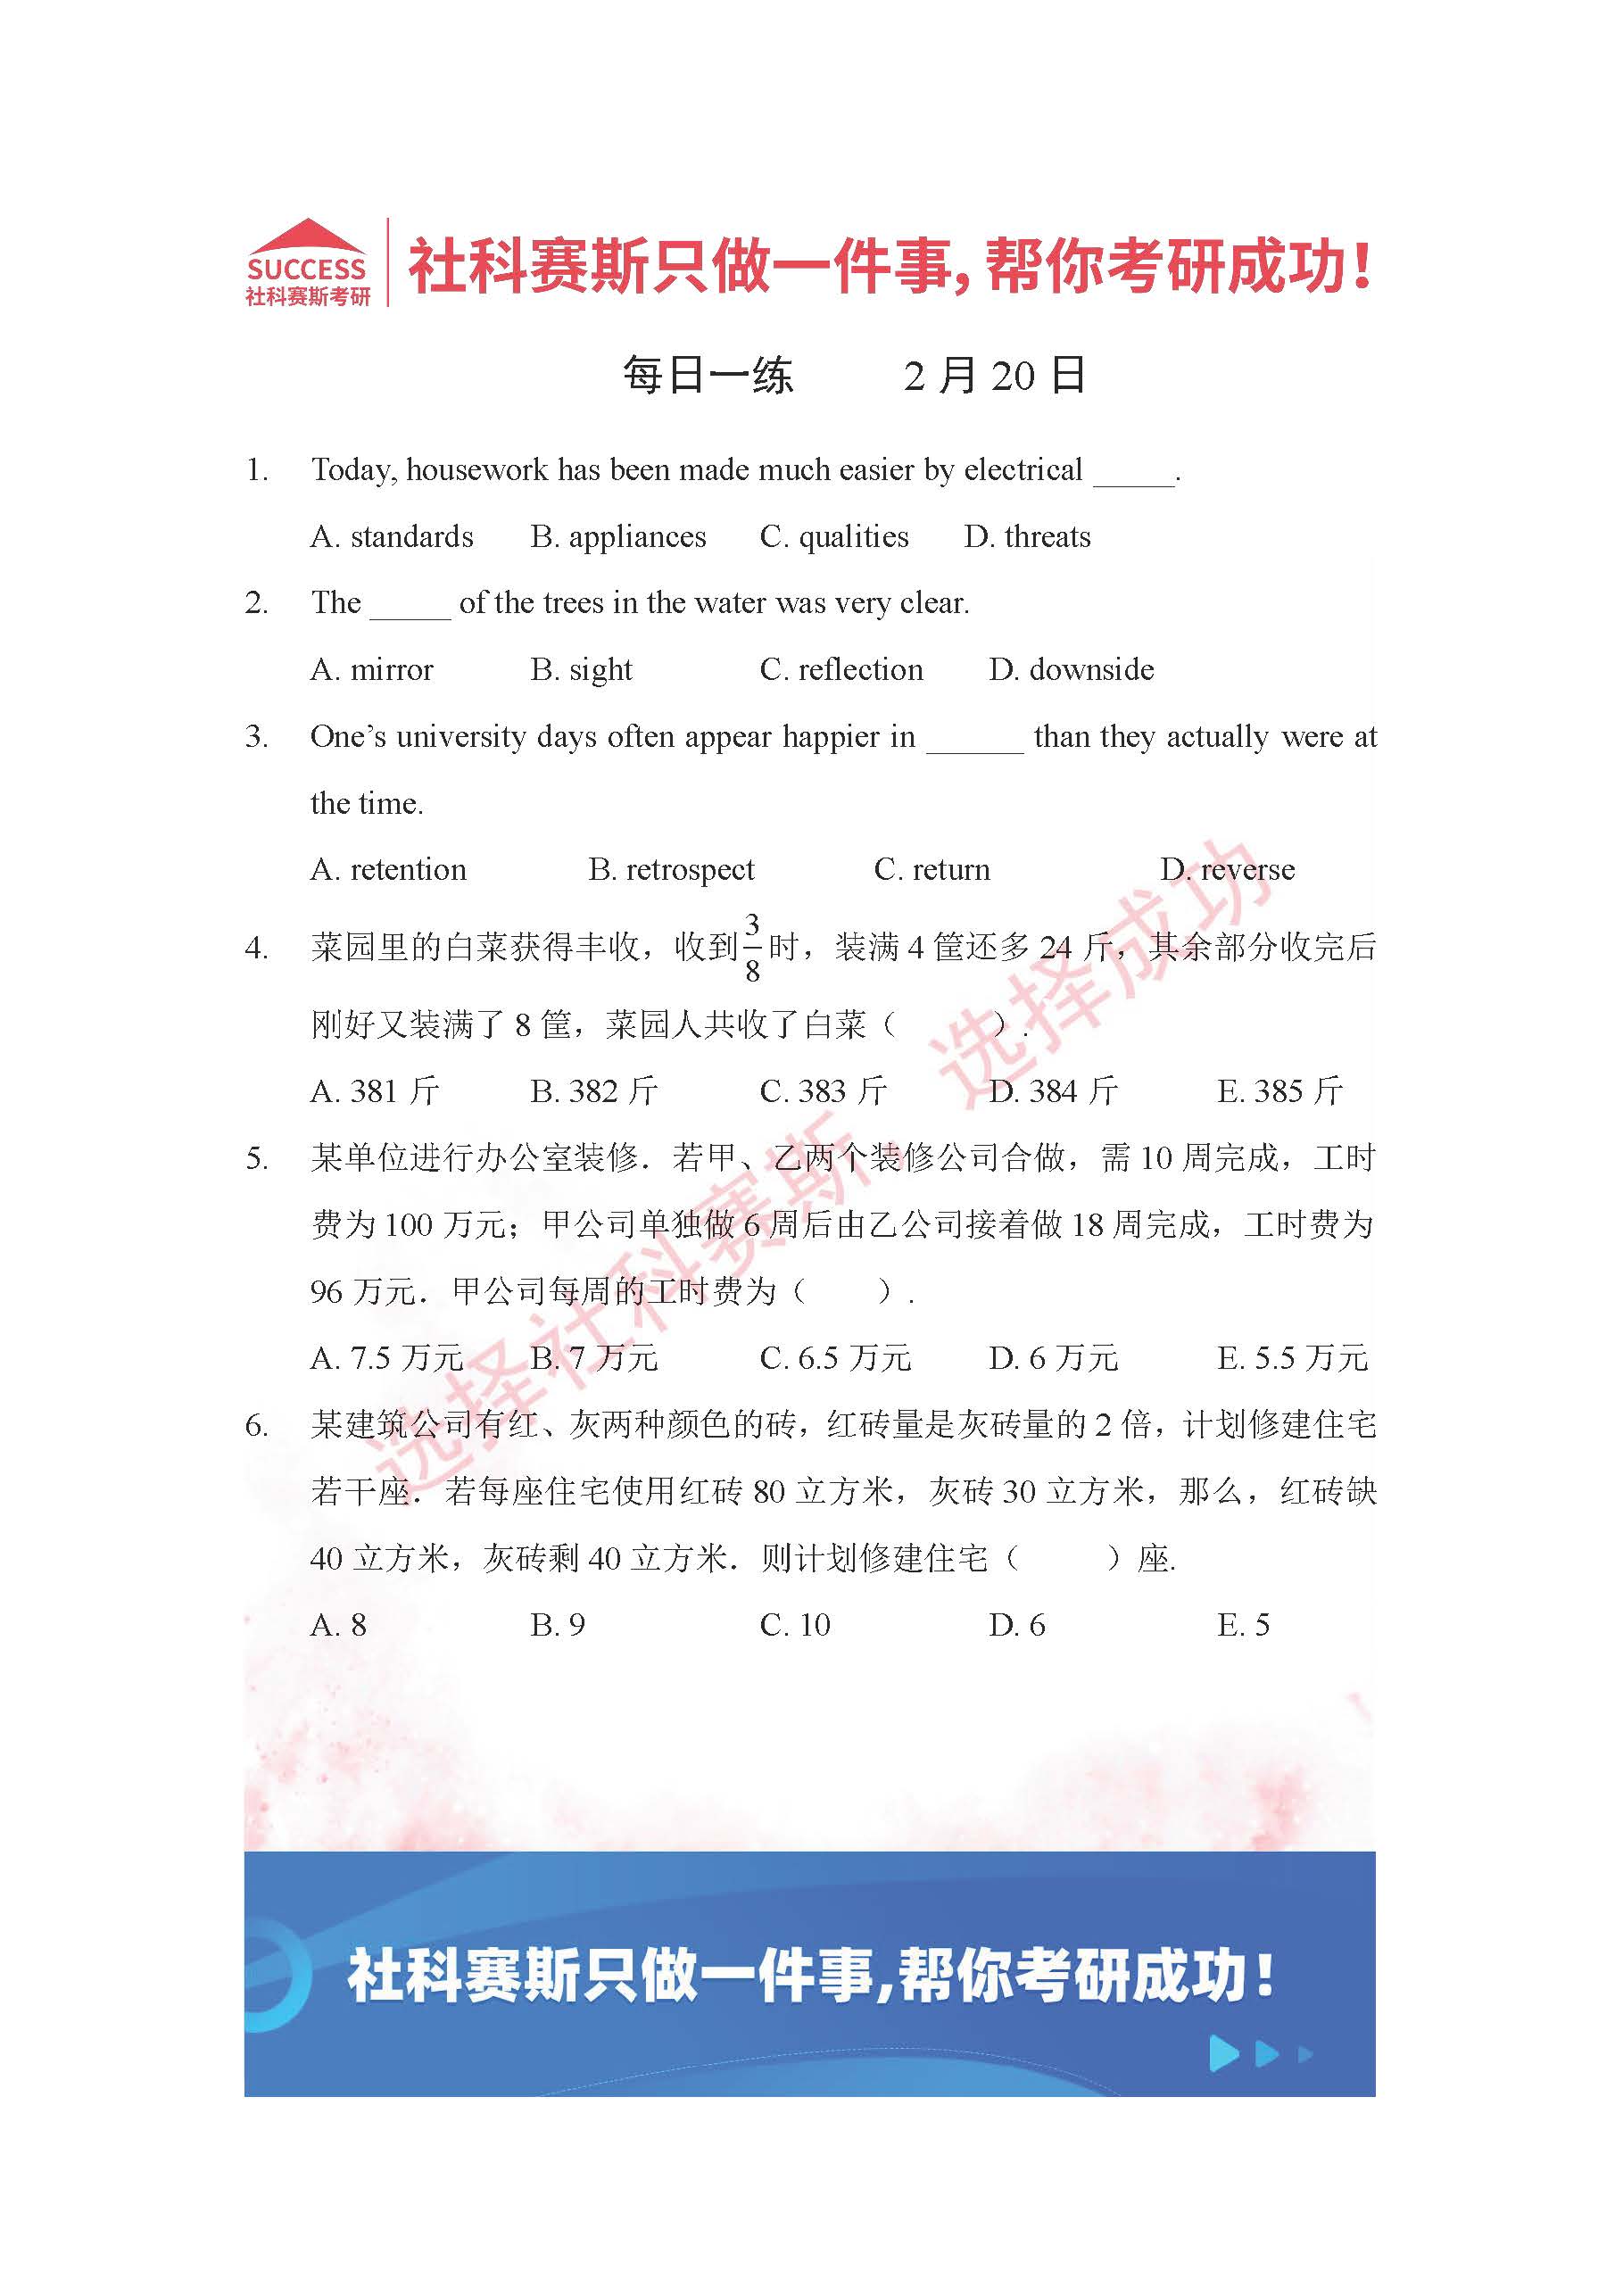 SUCCESS
社科赛斯考研
社科赛斯只做一件事，帮你考研成功！
每日一练 2 月 20 日
1. Today, housework has been made much easier by electrical _____.
A. standards B. appliances C. qualities D. threats
2. The _____ of the trees in the water was very clear.
A. mirror B. sight C. reflection D. downside
3. One’s university days often appear happier in ______ than they actually were at
the time.
A. retention B. retrospect C. return D. reverse
4. 菜园里的白菜获得丰收，收到3/8时，装满 4 筐还多 24 斤，其余部分收完后
刚好又装满了 8 筐，菜园人共收了白菜（ ）.
A. 381 斤 B. 382 斤 C. 383 斤 D. 384 斤 E. 385 斤
5. 某单位进行办公室装修．若甲、乙两个装修公司合做，需 10 周完成，工时
费为 100 万元；甲公司单独做 6 周后由乙公司接着做 18 周完成，工时费为
96 万元．甲公司每周的工时费为（ ）.
A. 7.5 万元 B. 7 万元 C. 6.5 万元 D. 6 万元 E. 5.5 万元
6. 某建筑公司有红、灰两种颜色的砖，红砖量是灰砖量的 2 倍，计划修建住宅
若干座．若每座住宅使用红砖 80 立方米，灰砖 30 立方米，那么，红砖缺
40 立方米，灰砖剩 40 立方米．则计划修建住宅（ ）座.
A. 8 B. 9 C. 10 D. 6 E. 5
选择社科赛斯，选择成功
社科赛斯只做一件事,帮你考研成功！